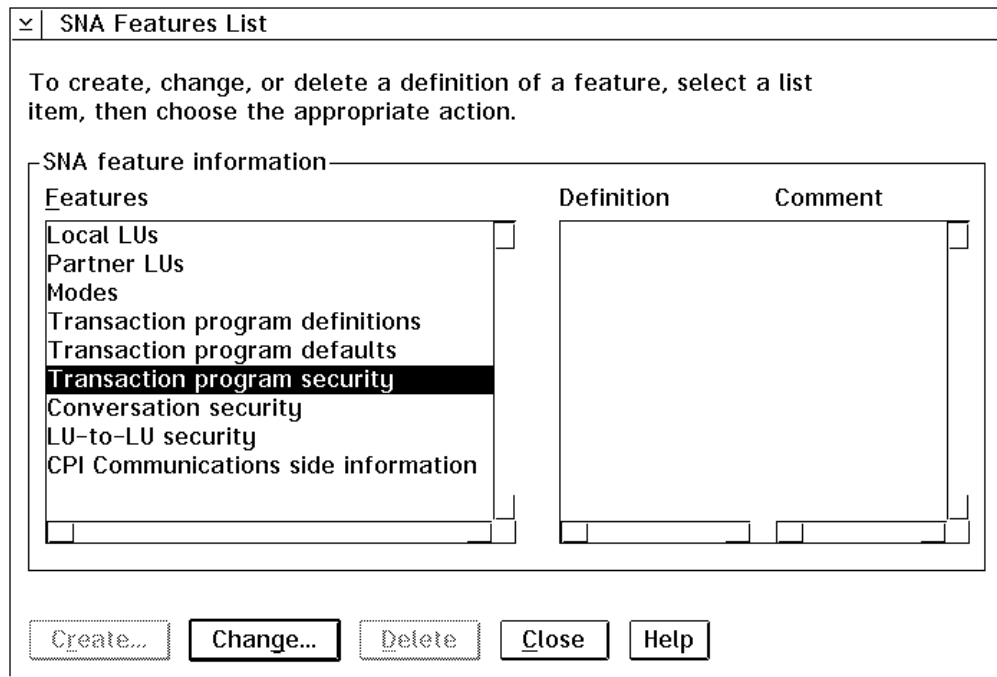 SNA Features List
To create, change, or delete a definition of a feature, select a list
item, then choose the appropriate action.
SNA feature information
Features
Definition
Comment
Local LUs
Partner LUs
Modes
Transaction program definitions
Transaction program defaults
Transaction program security
Conversation security
LU-to-LU security
CPI Communications side information
Create...
Change...
Delete
Close
Help